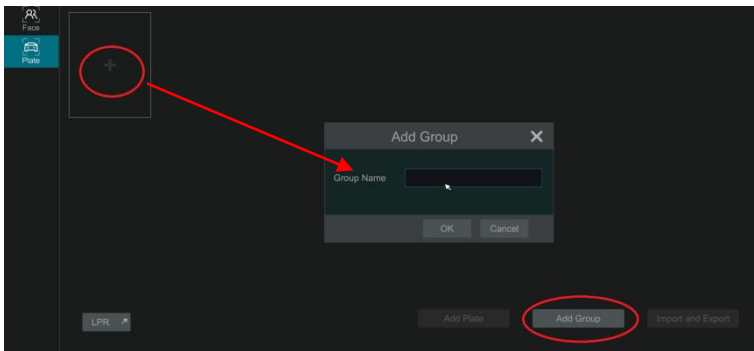 Face
Plate
Add Group
Group Name
OK Cancel
LPR
Add Plate Add Group Import and Export